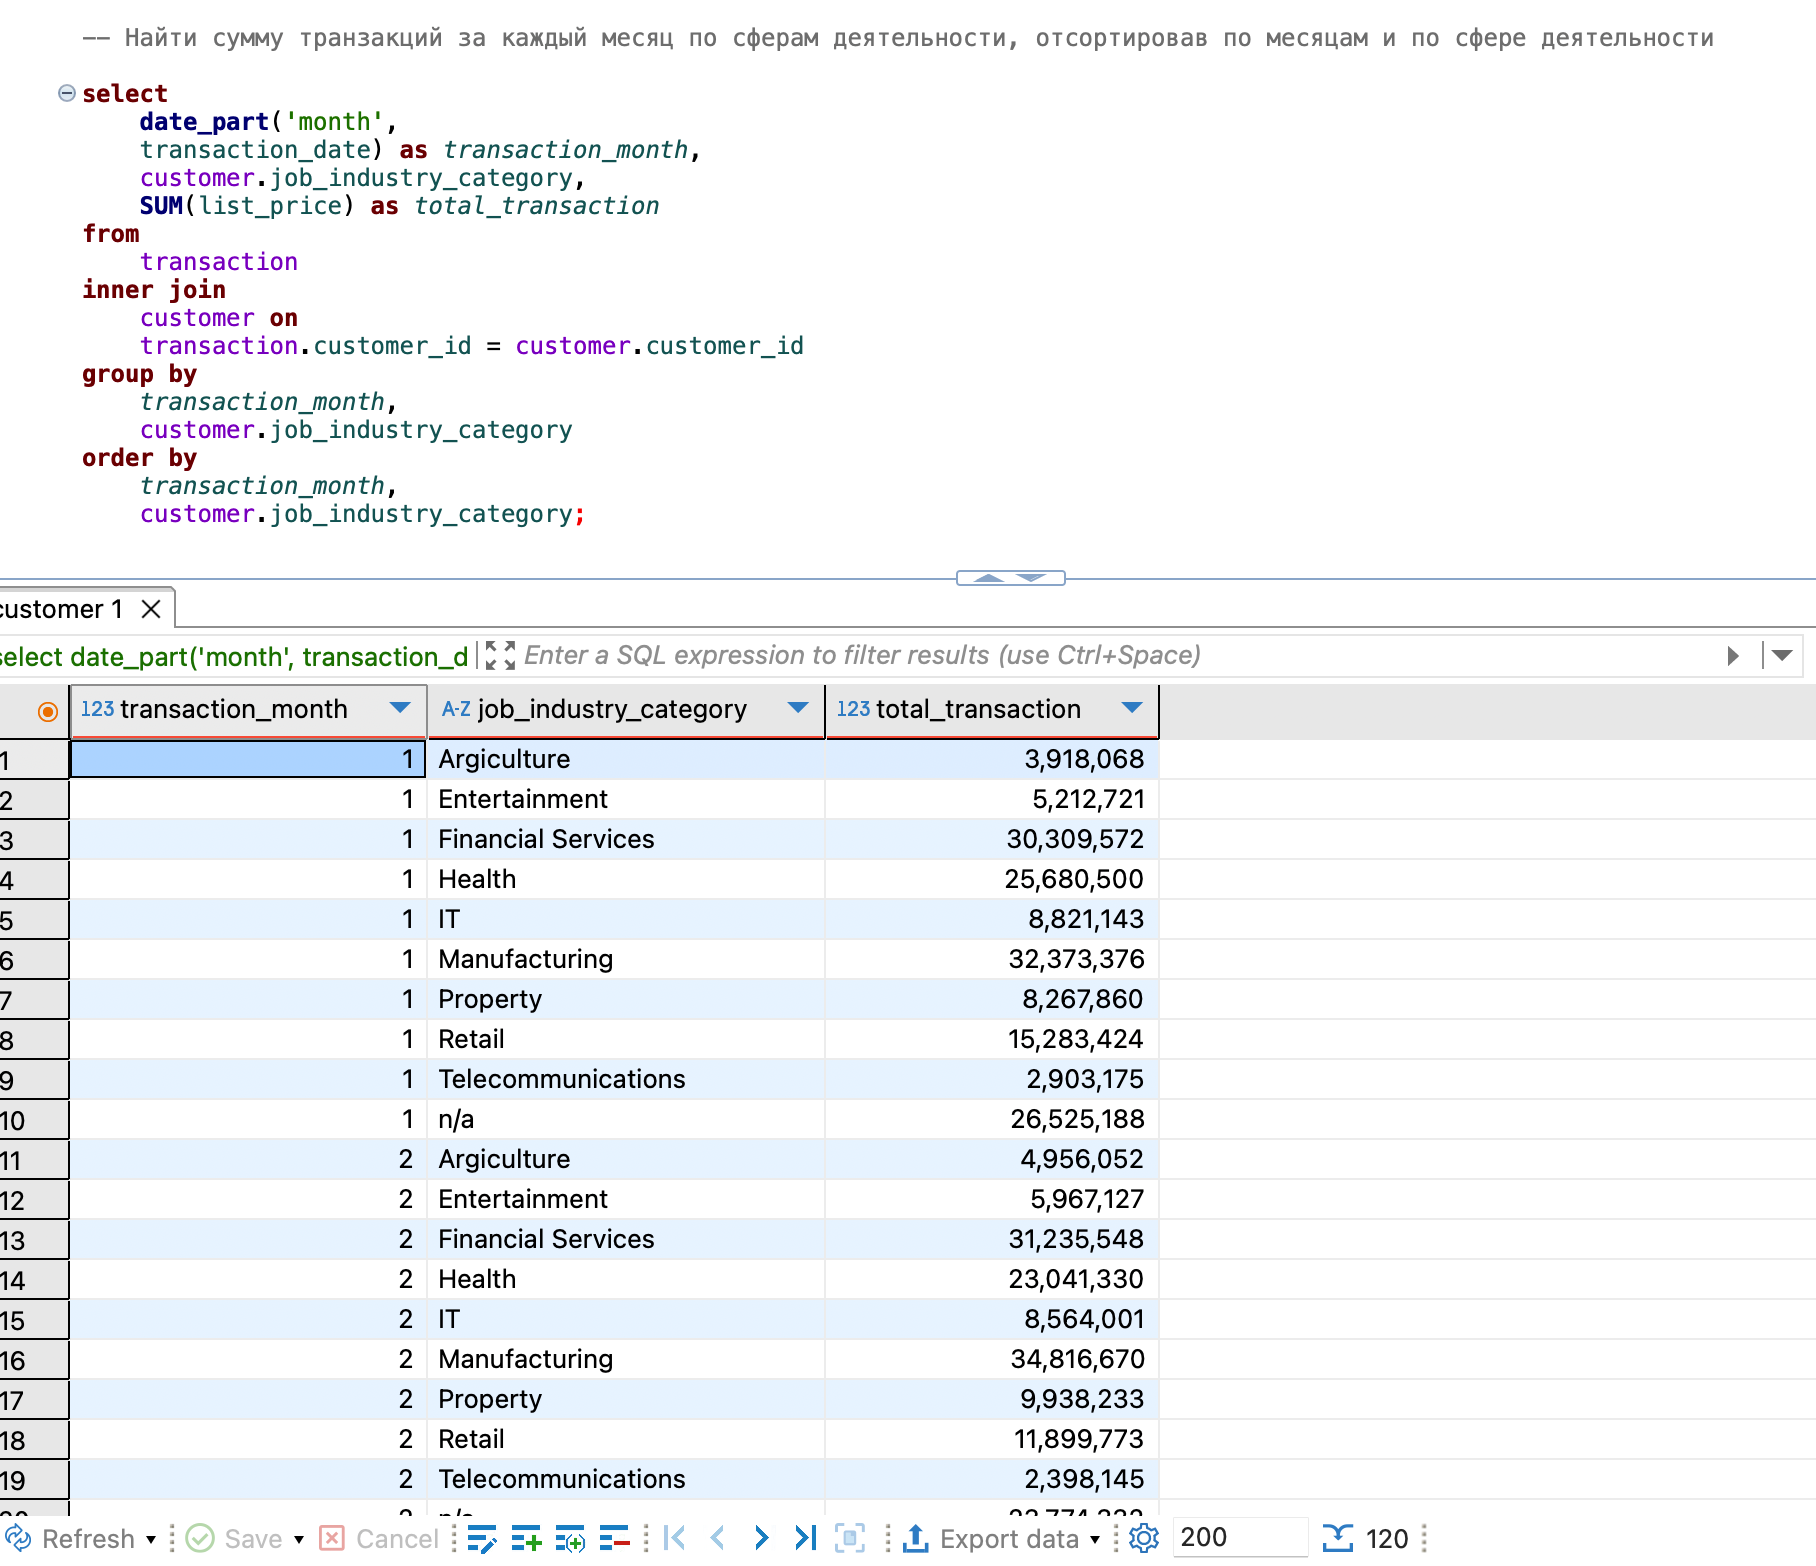 -- Найти сумму транзакций за каждый месяц по сферам деятельности, отсортировав по месяцам и по сфере деятельности
select
date_part('month',
transaction_date) as transaction_month,
customer.job_industry_category,
SUM(list_price) as total_transaction
from
transaction
inner join
customer on
transaction.customer_id = customer.customer_id
group by
transaction_month,
customer.job_industry_category
order by
transaction_month,
customer.job_industry_category;
customer 1
select date_part('month', transaction_d Enter a SQL expression to filter results (use Ctrl+Space)
123 transaction_month A-Z job_industry_category 123 total_transaction
1 1 Argiculture 3,918,068
2 1 Entertainment 5,212,721
3 1 Financial Services 30,309,572
4 1 Health 25,680,500
5 1 IT 8,821,143
6 1 Manufacturing 32,373,376
7 1 Property 8,267,860
8 1 Retail 15,283,424
9 1 Telecommunications 2,903,175
10 1 n/a 26,525,188
11 2 Argiculture 4,956,052
12 2 Entertainment 5,967,127
13 2 Financial Services 31,235,548
14 2 Health 23,041,330
15 2 IT 8,564,001
16 2 Manufacturing 34,816,670
17 2 Property 9,938,233
18 2 Retail 11,899,773
19 2 Telecommunications 2,398,145
Refresh Save Cancel Export data 200 120